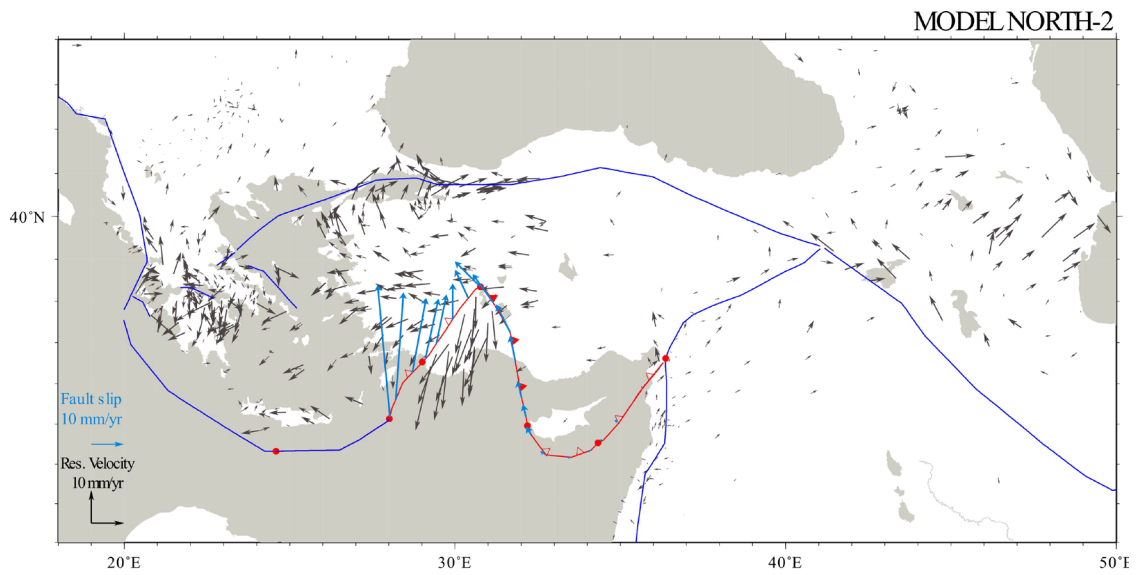 MODEL NORTH-2
40˚N
Fault slip
10 mm/yr
Res. Velocity
10 mm/yr
20˚E 30˚E 40˚E 50˚E